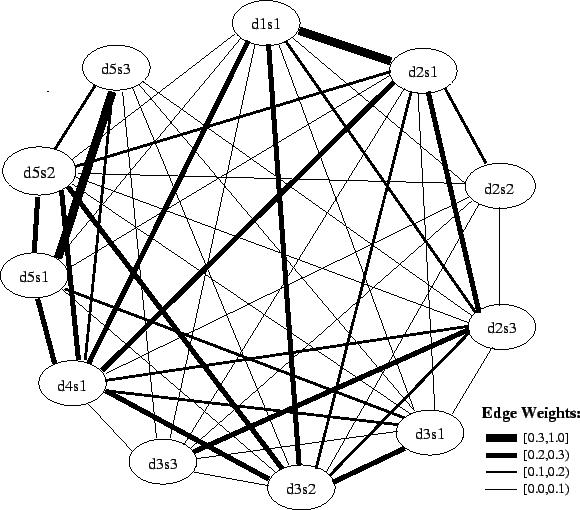 d1s1
d5s3
d2s1
d5s2
d2s2
d5s1
d2s3
d4s1
d3s1
d3s3
d3s2
Edge Weights:
[0.3,1.0]
[0.2,0.3)
[0.1,0.2)
[0.0,0.1)